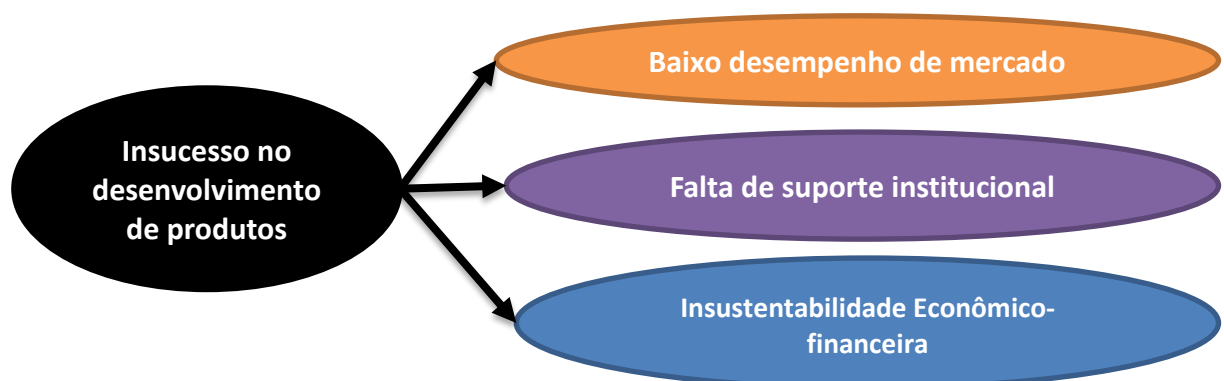 Insucesso no
desenvolvimento
de produtos
Baixo desempenho de mercado
Falta de suporte institucional
Insustentabilidade Econômico-
financeira